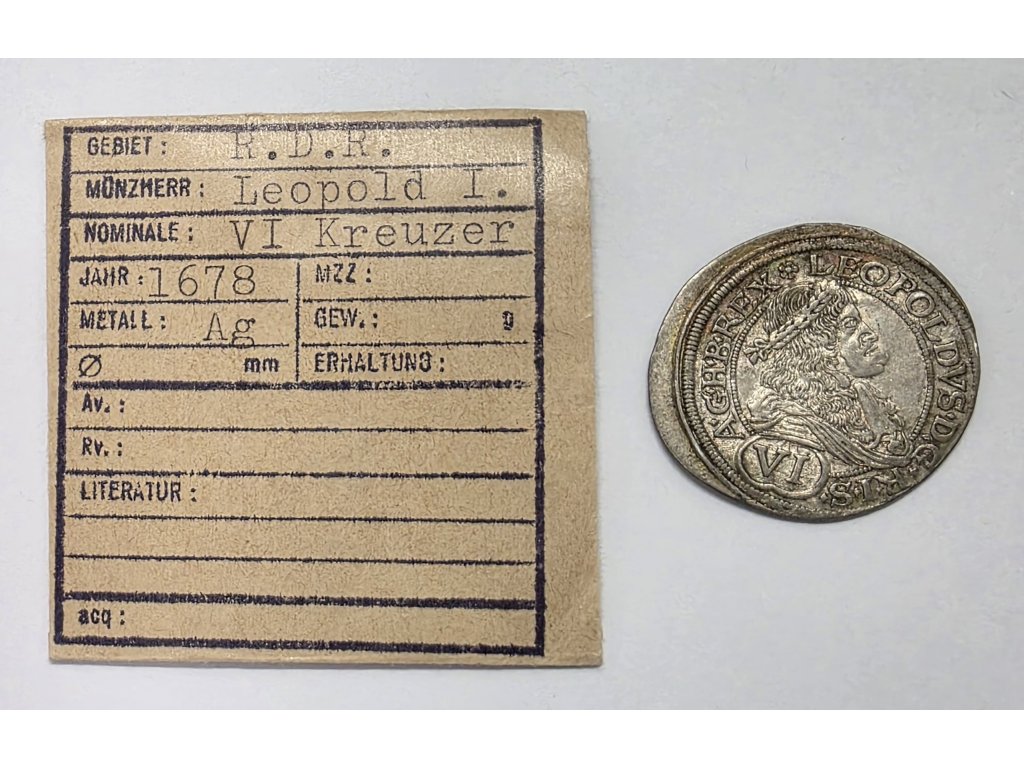 GEBIET : R.D.R.
MÜNZHERR : Leopold I.
NOMINALE : VI Kreuzer
JAHR : 1678 MZZ :
METALL : Ag GEW. : g
Ø mm ERHALTUNG :
Av. :
Rv. :
LITERATUR :
acq :
LEOPOLDVS·D·G·R·I·S·
A·G·H·B·REX
VI